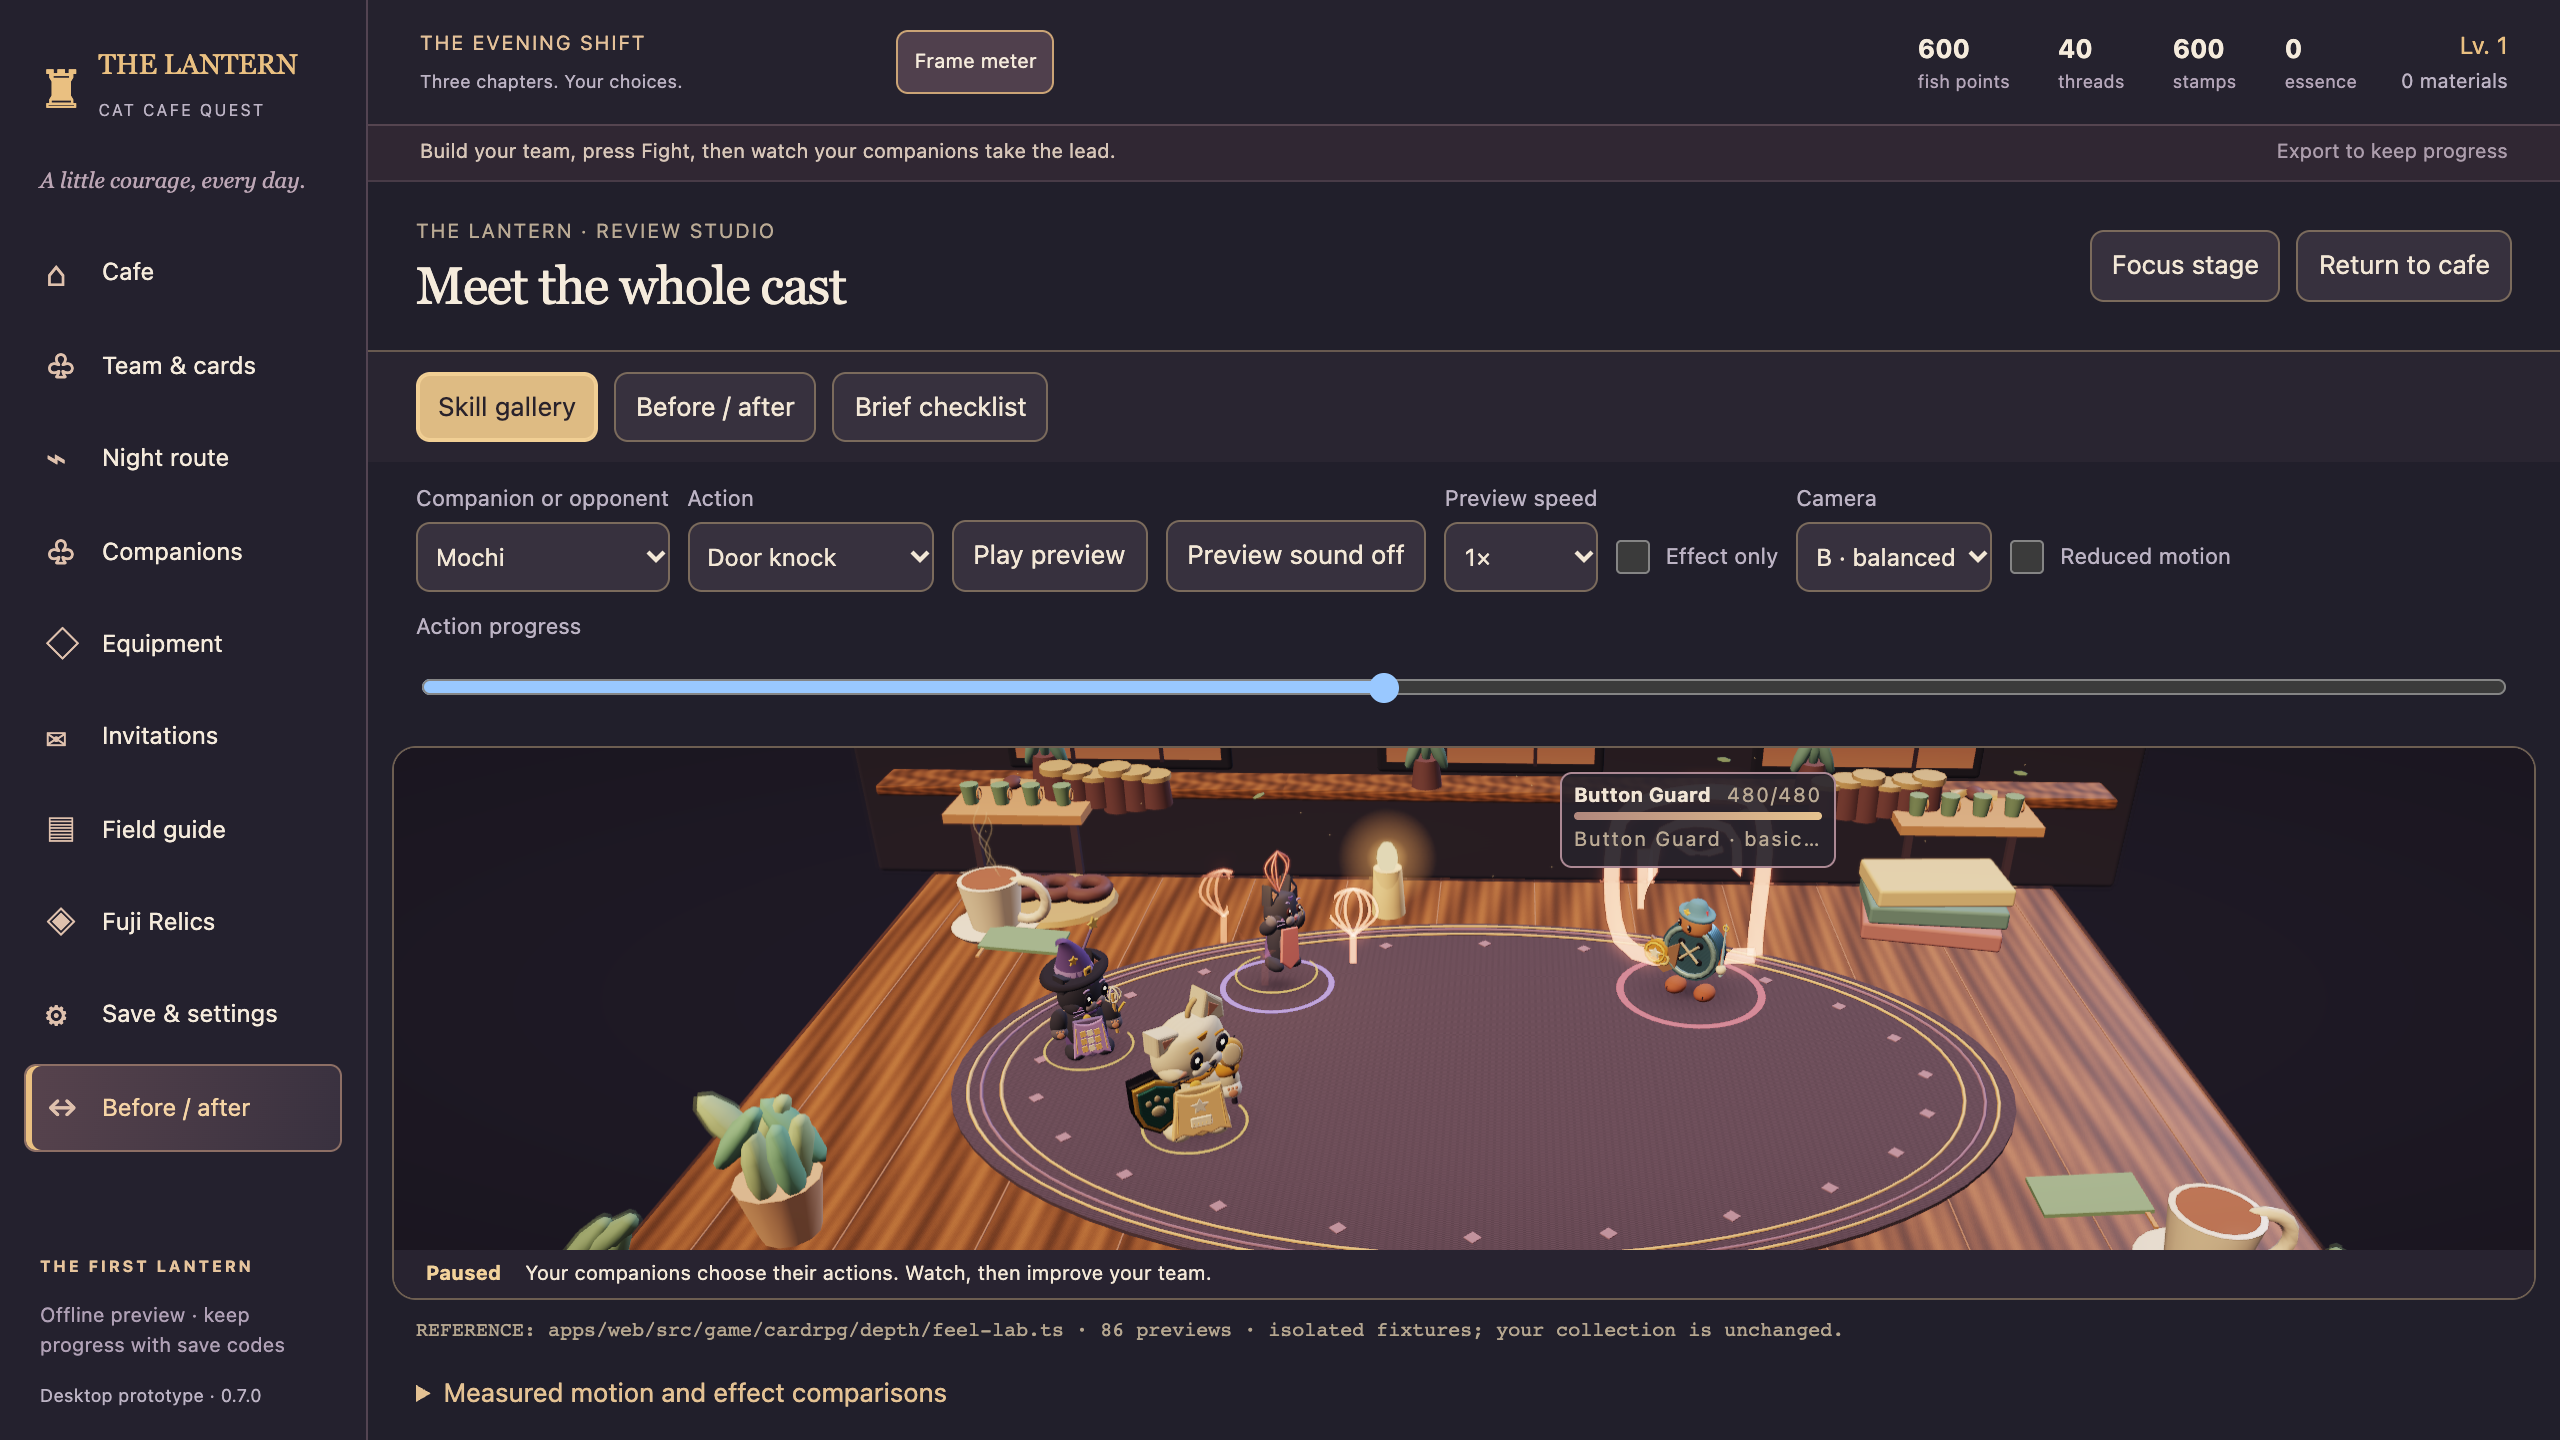 THE LANTERN
CAT CAFE QUEST
A little courage, every day.
Cafe
Team & cards
Night route
Companions
Equipment
Invitations
Field guide
Fuji Relics
Save & settings
Before / after
THE FIRST LANTERN
Offline preview · keep
progress with save codes
Desktop prototype · 0.7.0
THE EVENING SHIFT
Three chapters. Your choices.
Frame meter
600
fish points
40
threads
600
stamps
0
essence
Lv. 1
0 materials
Build your team, press Fight, then watch your companions take the lead.
Export to keep progress
THE LANTERN · REVIEW STUDIO
Meet the whole cast
Focus stage
Return to cafe
Skill gallery
Before / after
Brief checklist
Companion or opponent
Mochi
Action
Door knock
Play preview
Preview sound off
Preview speed
1×
Effect only
Camera
B · balanced
Reduced motion
Action progress
Button Guard 480/480
Button Guard · basic…
Paused Your companions choose their actions. Watch, then improve your team.
REFERENCE: apps/web/src/game/cardrpg/depth/feel-lab.ts · 86 previews · isolated fixtures; your collection is unchanged.
Measured motion and effect comparisons